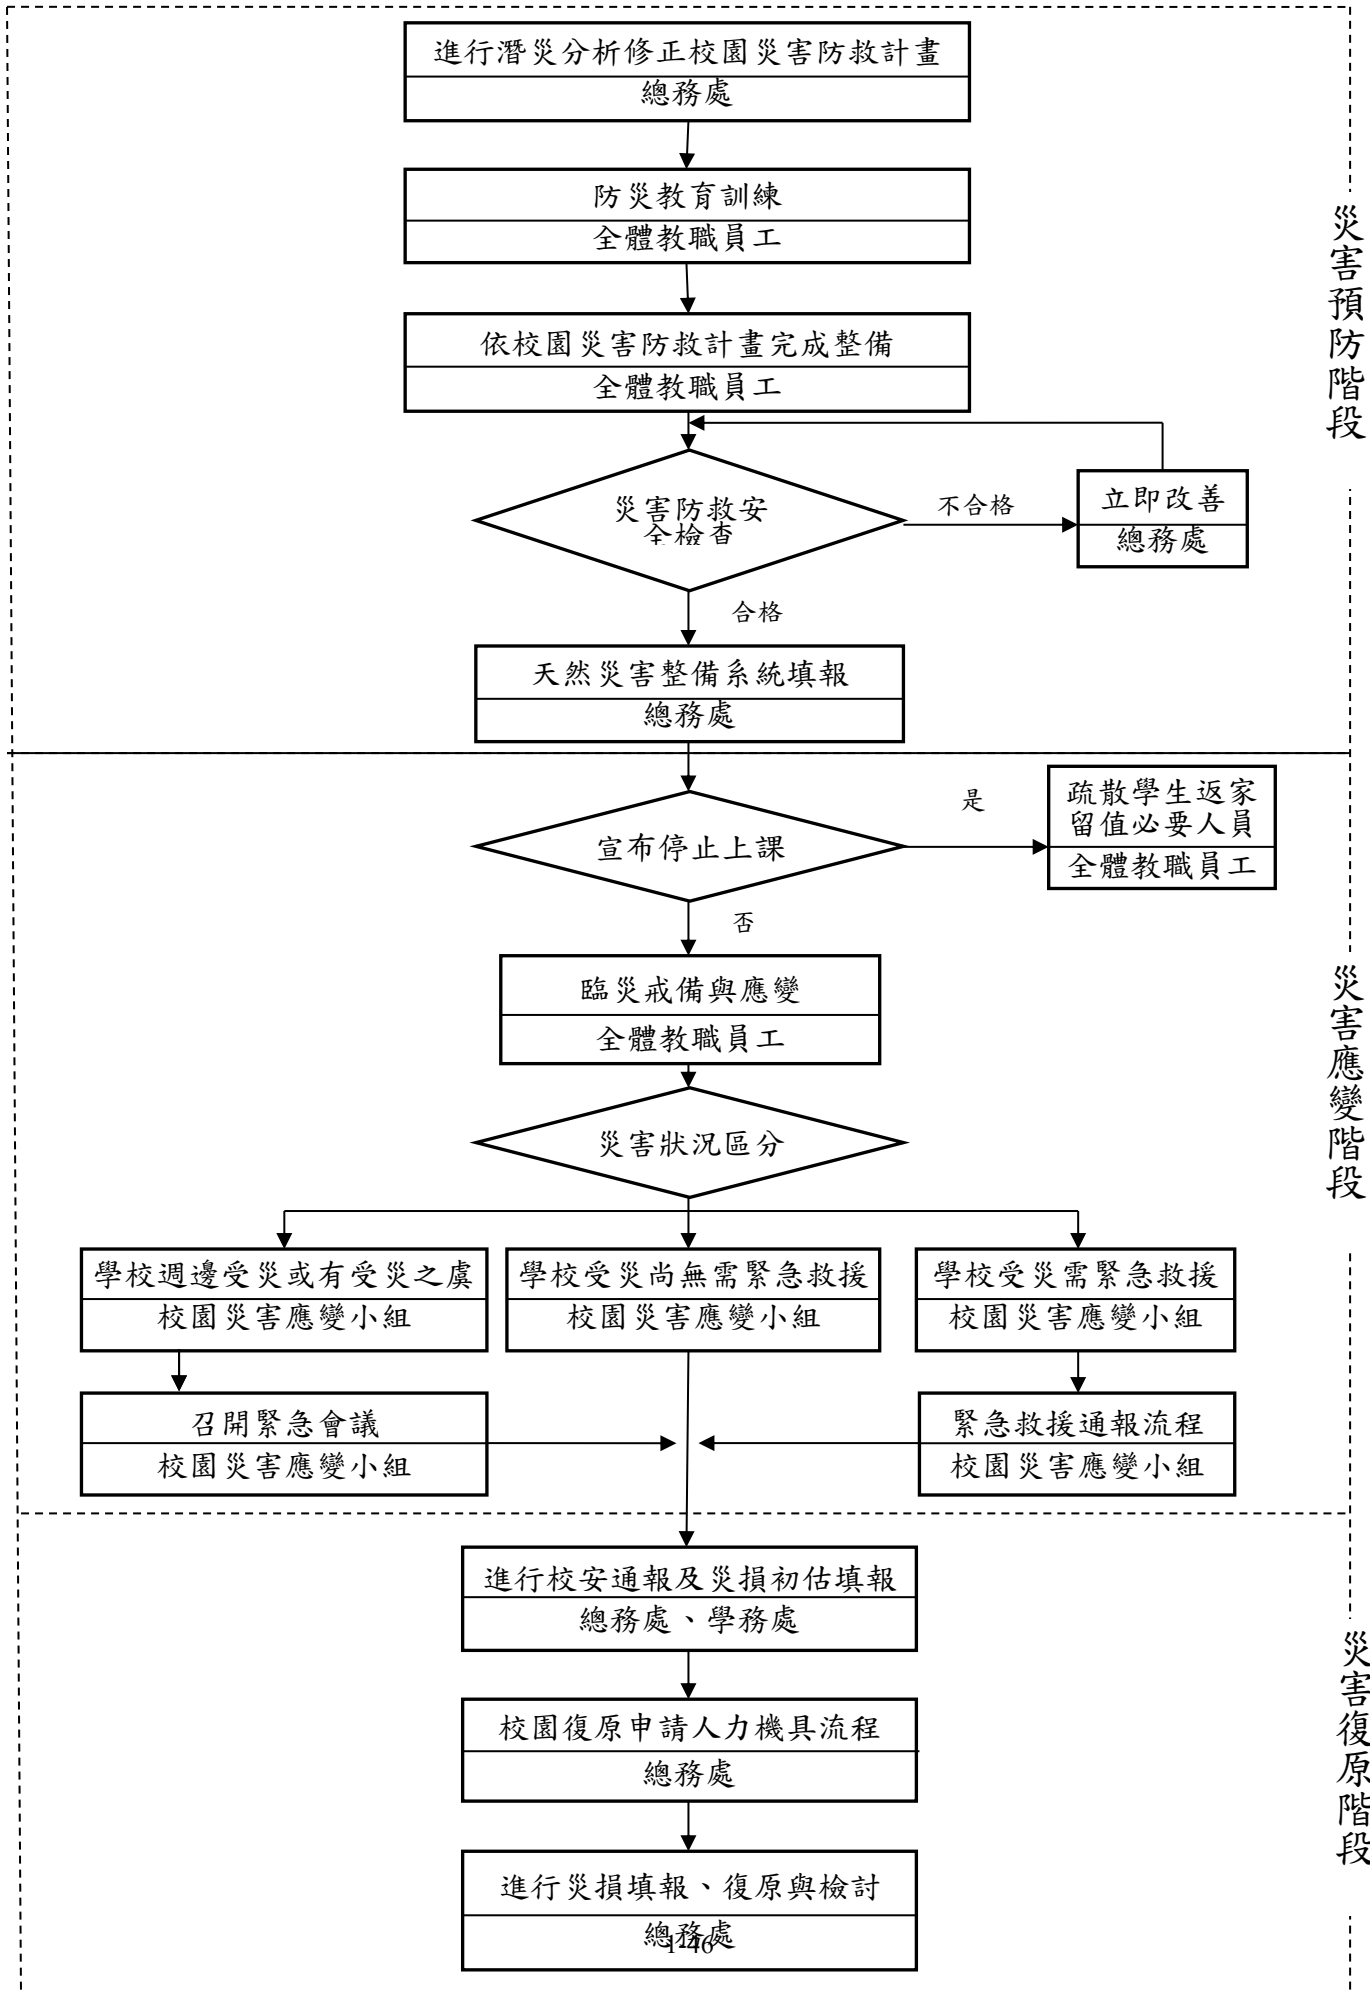 進行潛災分析修正校園災害防救計畫
總務處
防災教育訓練
全體教職員工
依校園災害防救計畫完成整備
全體教職員工
災害防救安
全檢查
不合格
立即改善
總務處
合格
天然災害整備系統填報
總務處
災害預防階段
宣布停止上課
是
疏散學生返家
留值必要人員
全體教職員工
否
臨災戒備與應變
全體教職員工
災害狀況區分
學校週邊受災或有受災之虞
校園災害應變小組
學校受災尚無需緊急救援
校園災害應變小組
學校受災需緊急救援
校園災害應變小組
召開緊急會議
校園災害應變小組
緊急救援通報流程
校園災害應變小組
災害應變階段
進行校安通報及災損初估填報
總務處、學務處
校園復原申請人力機具流程
總務處
進行災損填報、復原與檢討
總務處
災害復原階段
1-46